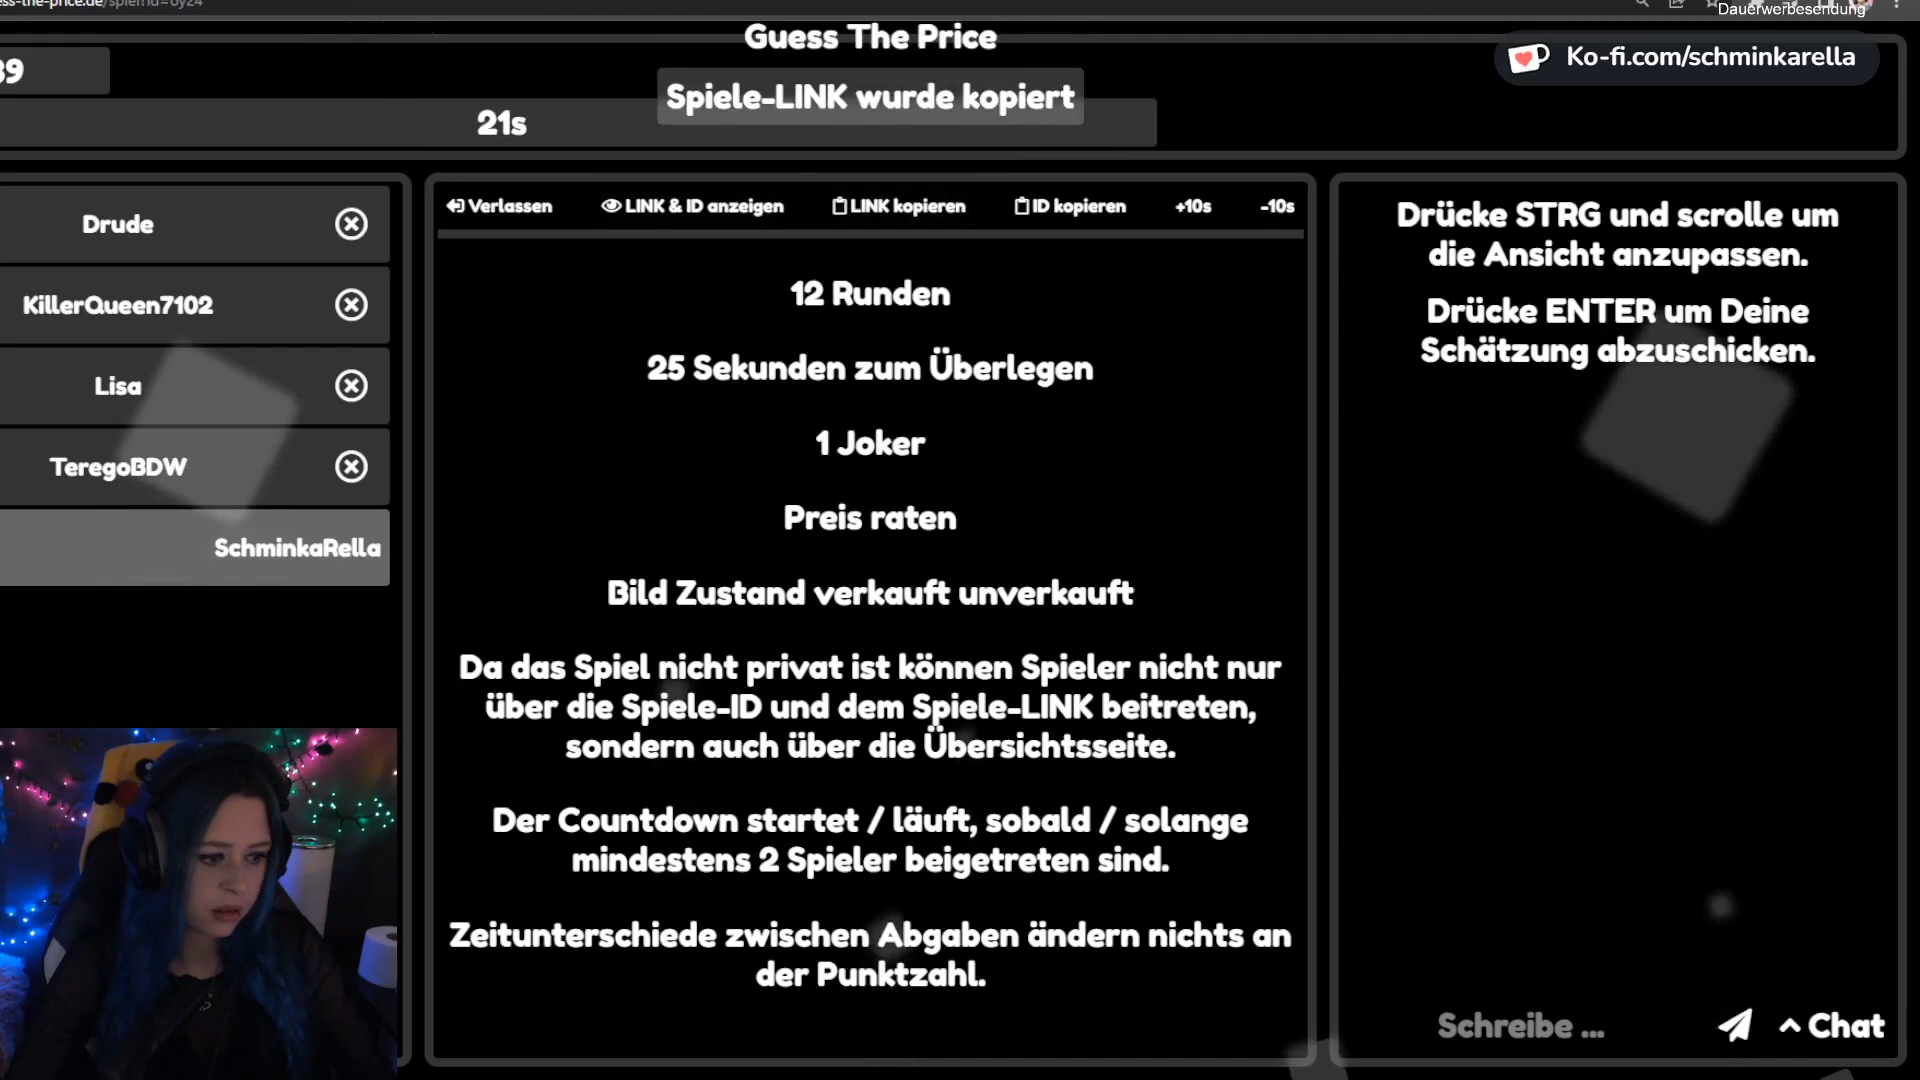 Dauerwerbesendung
Guess The Price
Ko-fi.com/schminkarella
39
Spiele-LINK wurde kopiert
21s
Drude
KillerQueen7102
Lisa
TeregoBDW
SchminkaRella
Verlassen
LINK & ID anzeigen
LINK kopieren
ID kopieren
+10s
-10s
12 Runden
25 Sekunden zum Überlegen
1 Joker
Preis raten
Bild Zustand verkauft unverkauft
Da das Spiel nicht privat ist können Spieler nicht nur
über die Spiele-ID und dem Spiele-LINK beitreten,
sondern auch über die Übersichtsseite.
Der Countdown startet / läuft, sobald / solange
mindestens 2 Spieler beigetreten sind.
Zeitunterschiede zwischen Abgaben ändern nichts an
der Punktzahl.
Drücke STRG und scrolle um
die Ansicht anzupassen.
Drücke ENTER um Deine
Schätzung abzuschicken.
Schreibe ...
Chat